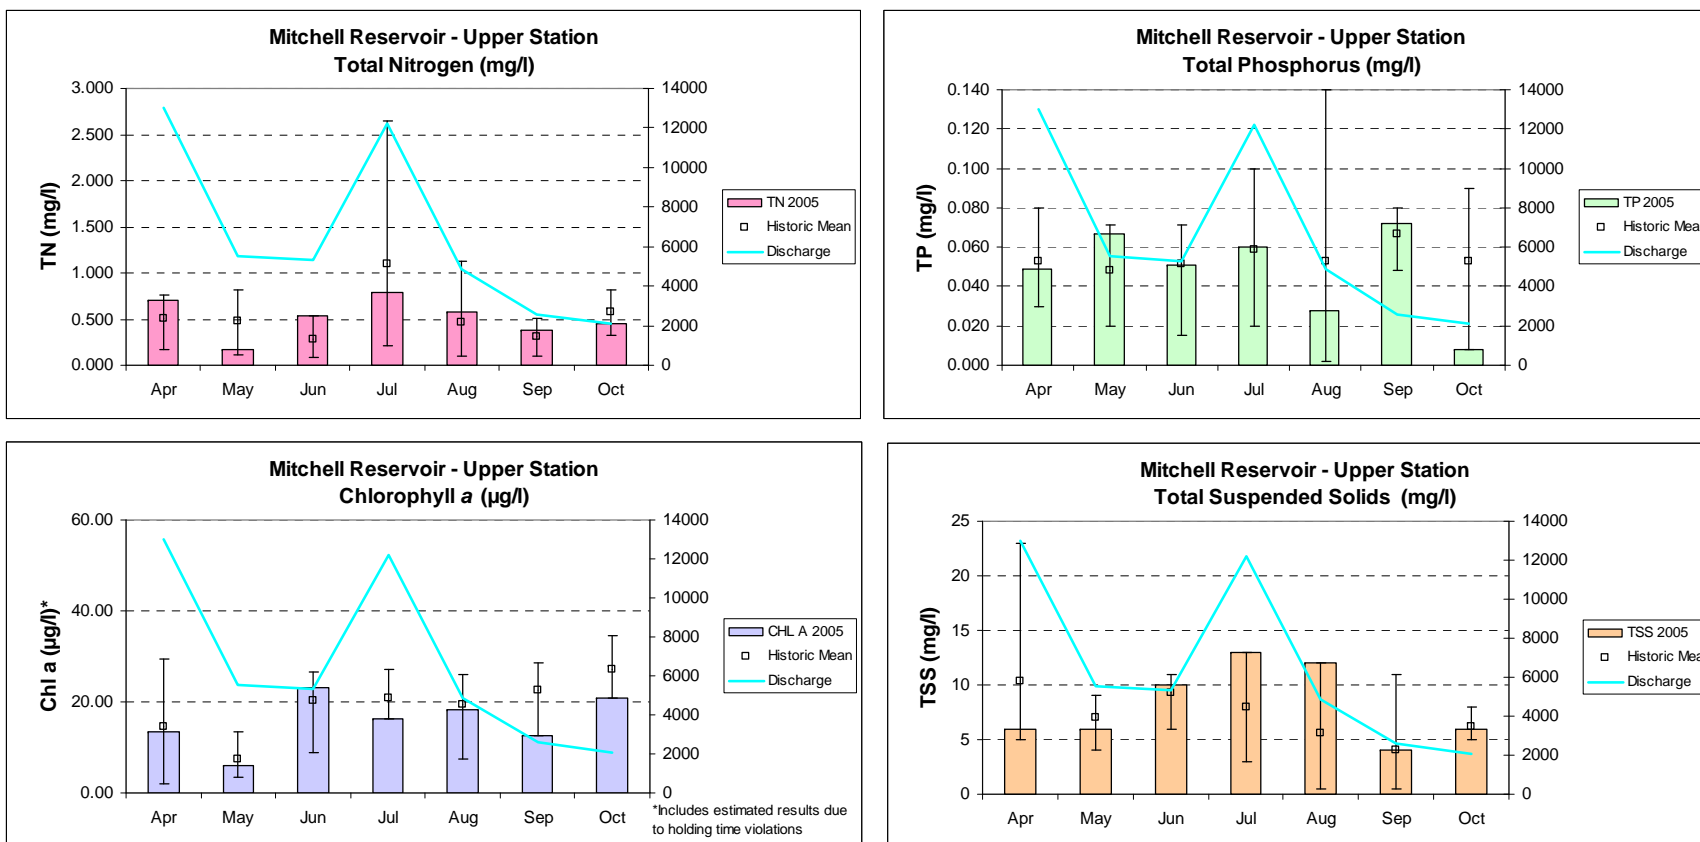 Mitchell Reservoir - Upper Station
Total Nitrogen (mg/l)
TN (mg/l)
3.000
2.500
2.000
1.500
1.000
0.500
0.000
14000
12000
10000
8000
6000
4000
2000
0
Apr May Jun Jul Aug Sep Oct
TN 2005
Historic Mean
Discharge
Mitchell Reservoir - Upper Station
Total Phosphorus (mg/l)
TP (mg/l)
0.140
0.120
0.100
0.080
0.060
0.040
0.020
0.000
14000
12000
10000
8000
6000
4000
2000
0
Apr May Jun Jul Aug Sep Oct
TP 2005
Historic Mea
Discharge
Mitchell Reservoir - Upper Station
Chlorophyll a (µg/l)
Chl a (µg/l)*
60.00
40.00
20.00
0.00
14000
12000
10000
8000
6000
4000
2000
0
Apr May Jun Jul Aug Sep Oct
CHL A 2005
Historic Mean
Discharge
*Includes estimated results due
to holding time violations
Mitchell Reservoir - Upper Station
Total Suspended Solids (mg/l)
TSS (mg/l)
25
20
15
10
5
0
14000
12000
10000
8000
6000
4000
2000
0
Apr May Jun Jul Aug Sep Oct
TSS 2005
Historic Mea
Discharge